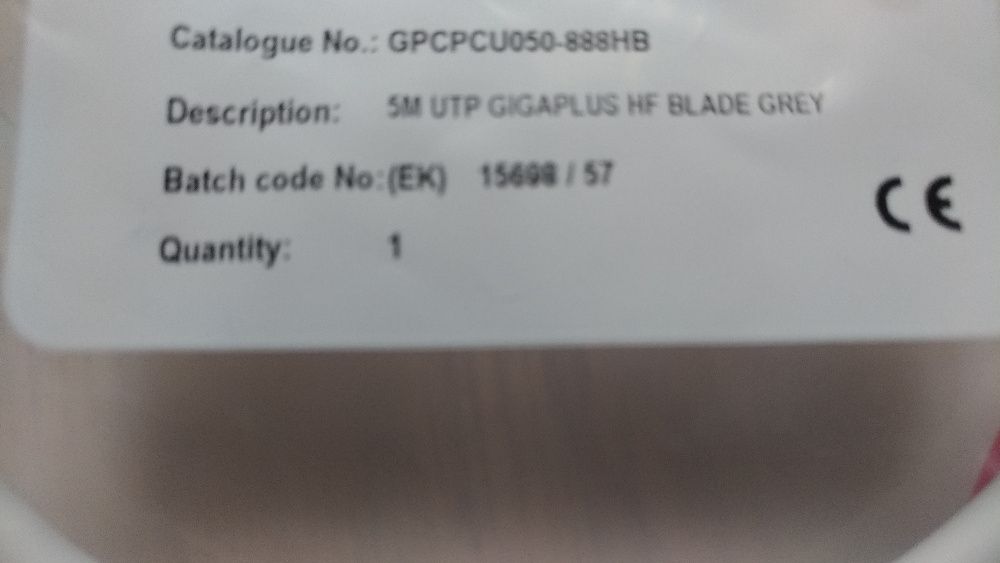 Catalogue No.: GPCPCU050-888HB
Description: 5M UTP GIGAPLUS HF BLADE GREY
Batch code No:(EK) 15698 / 57
Quantity: 1
CE